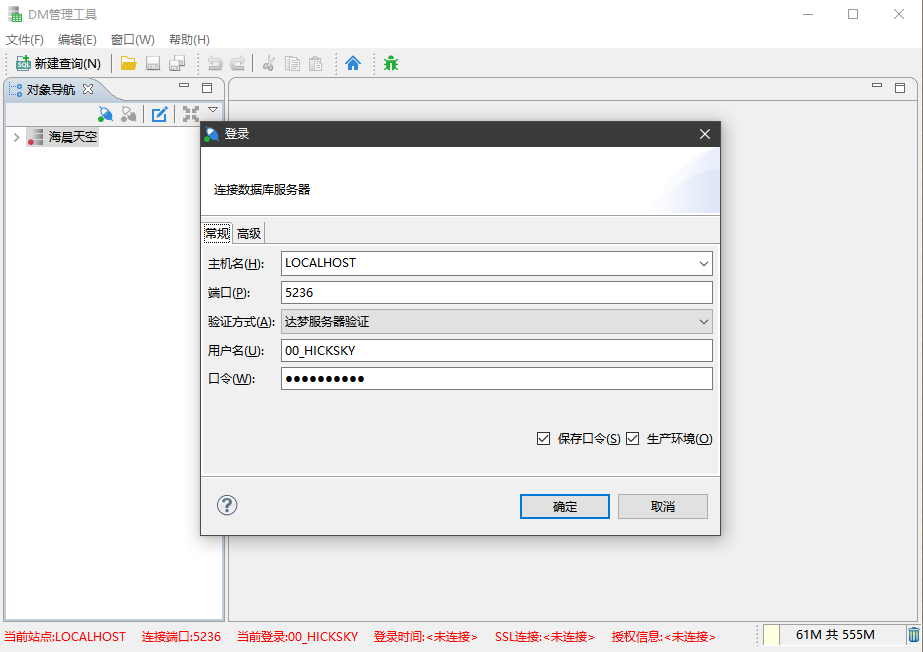 DM管理工具
文件(F) 编辑(E) 窗口(W) 帮助(H)
SQL 新建查询(N)
对象导航
海晨天空
登录
连接数据库服务器
常规 高级
主机名(H): LOCALHOST
端口(P): 5236
验证方式(A): 达梦服务器验证
用户名(U): 00_HICKSKY
口令(W): ●●●●●●●●●●
保存口令(S) 生产环境(O)
?
确定 取消
当前站点:LOCALHOST 连接端口:5236 当前登录:00_HICKSKY 登录时间:<未连接> SSL连接:<未连接> 授权信息:<未连接> 61M 共 555M